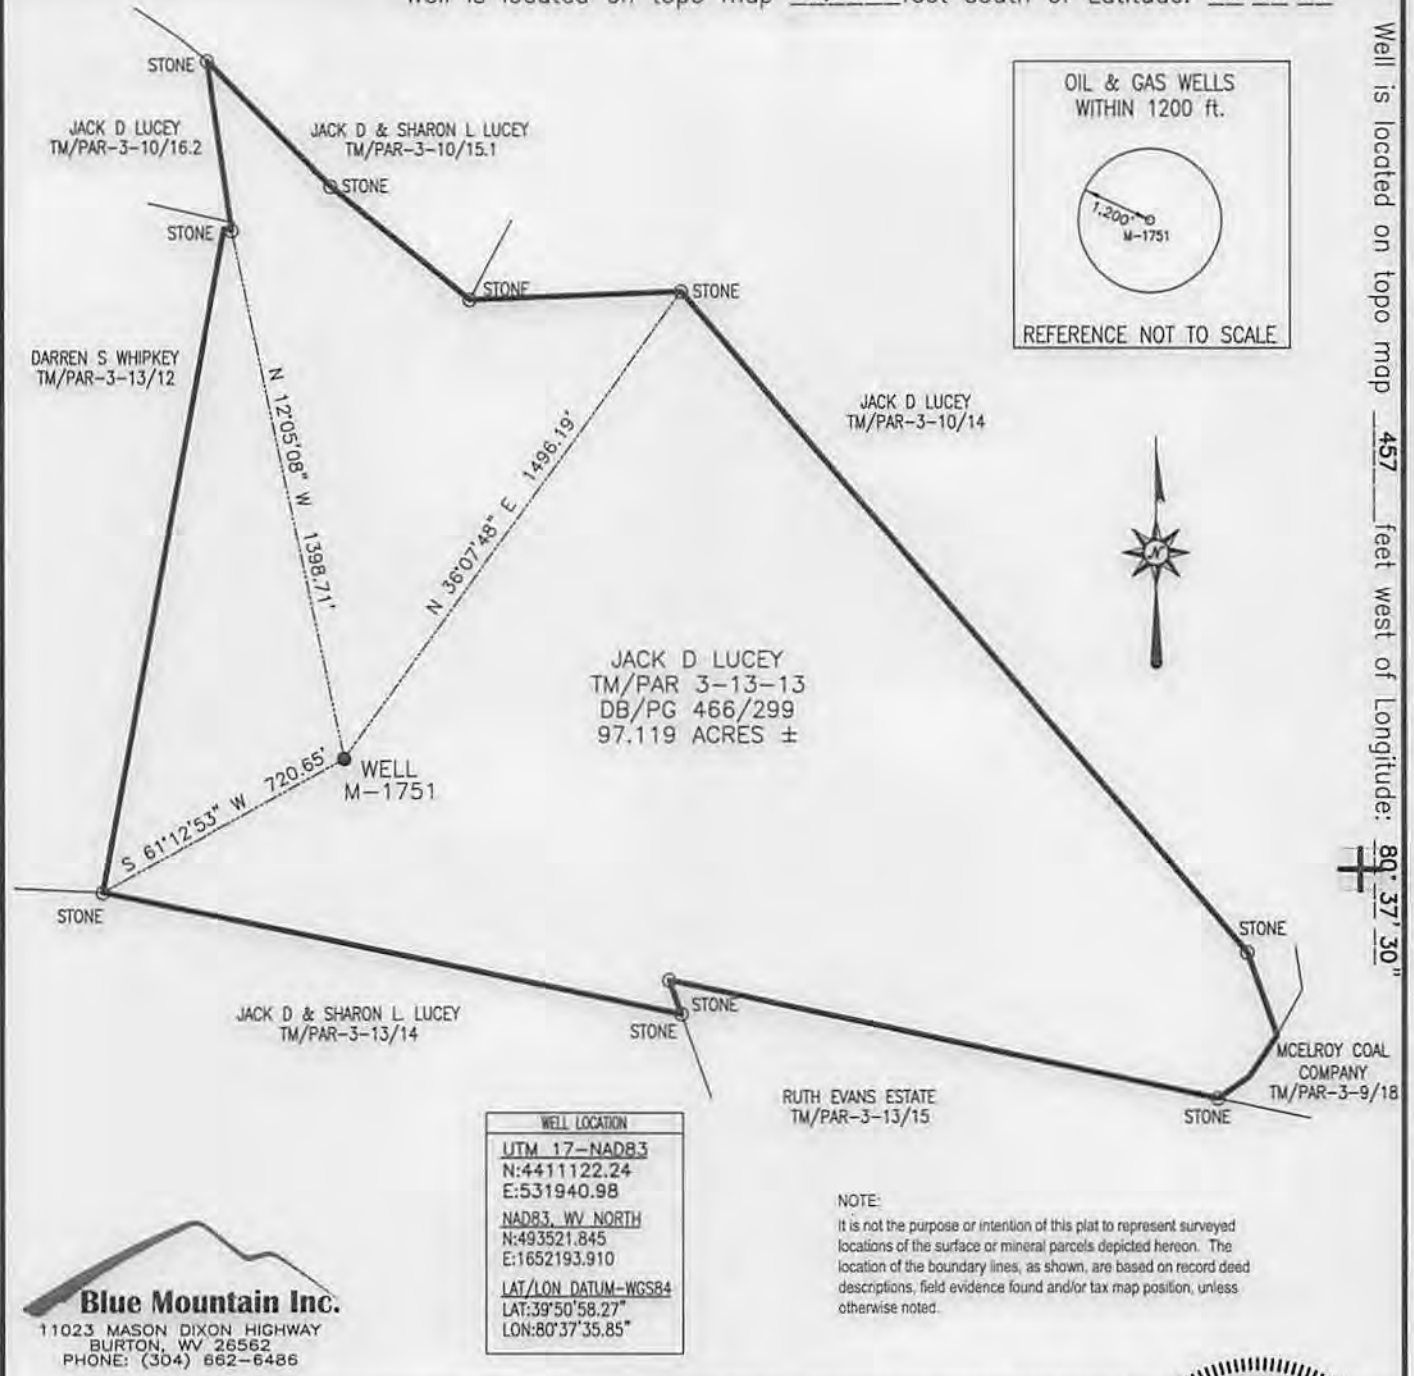 Well is located on topo map feet south of Latitude:
STONE
JACK D LUCEY
TM/PAR-3-10/16.2
JACK D & SHARON L LUCEY
TM/PAR-3-10/15.1
STONE
STONE
STONE
STONE
OIL & GAS WELLS
WITHIN 1200 ft.
1,200'
M-1751
REFERENCE NOT TO SCALE
Well is located on topo map 457 feet west of Longitude: 80° 37' 30"
DARREN S WHIPKEY
TM/PAR-3-13/12
N 12°05'08" W 1398.71'
N 36°07'48" E 1496.19'
JACK D LUCEY
TM/PAR-3-10/14
N
JACK D LUCEY
TM/PAR 3-13-13
DB/PG 466/299
97.119 ACRES ±
WELL
M-1751
S 61°12'53" W 720.65'
STONE
STONE
JACK D & SHARON L LUCEY
TM/PAR-3-13/14
STONE
STONE
MCELROY COAL
COMPANY
TM/PAR-3-9/18
RUTH EVANS ESTATE
TM/PAR-3-13/15
STONE
WELL LOCATION
UTM 17-NAD83
N:4411122.24
E:531940.98
NAD83, WV NORTH
N:493521.845
E:1652193.910
LAT/LON DATUM-WGS84
LAT:39°50'58.27"
LON:80°37'35.85"
NOTE:
It is not the purpose or intention of this plat to represent surveyed
locations of the surface or mineral parcels depicted hereon. The
location of the boundary lines, as shown, are based on record deed
descriptions, field evidence found and/or tax map position, unless
otherwise noted.
Blue Mountain Inc.
11023 MASON DIXON HIGHWAY
BURTON, WV 26562
PHONE: (304) 662-6486